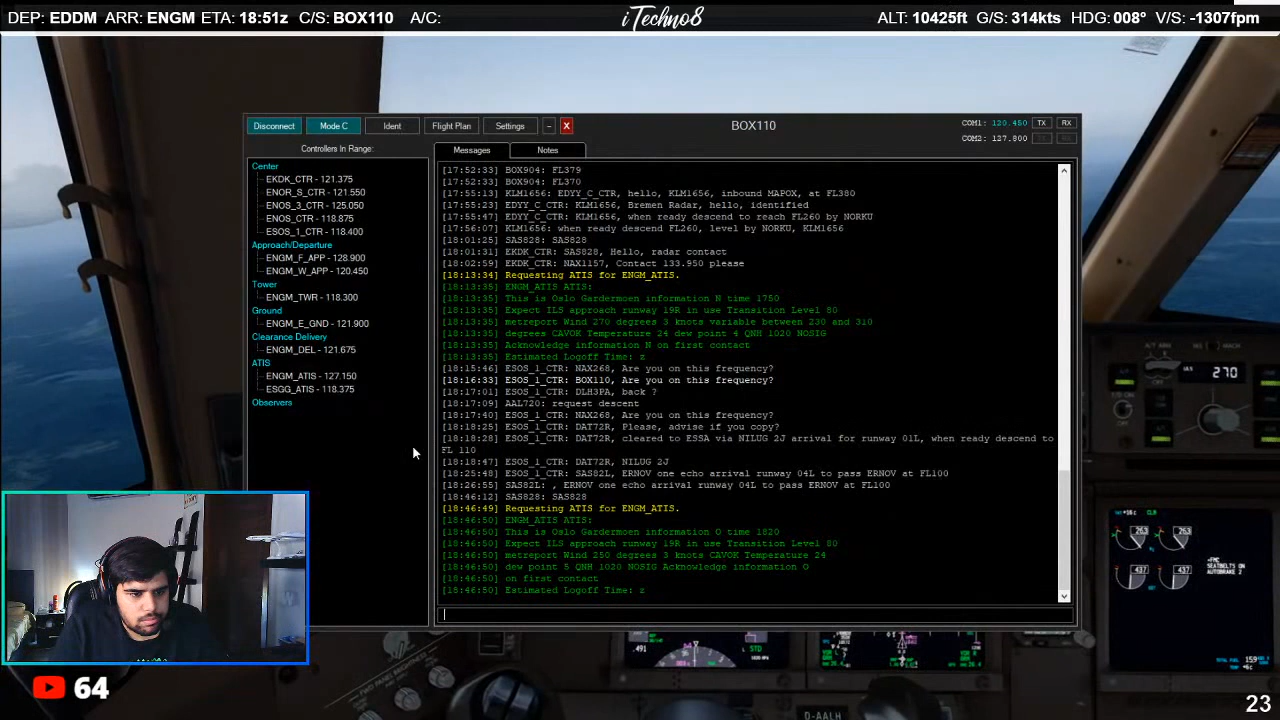 DEP: EDDM ARR: ENGM ETA: 18:51z C/S: BOX110 A/C:
iTechno8
ALT: 10425ft G/S: 314kts HDG: 008º V/S: -1307fpm
Disconnect Mode C Ident Flight Plan Settings – X
BOX110
COM1: 120.450 TX RX
COM2: 127.800
Controllers In Range:
Center
EKDK_CTR - 121.375
ENOR_S_CTR - 121.550
ENOS_3_CTR - 125.050
ENOS_CTR - 118.875
ESOS_1_CTR - 118.400
Approach/Departure
ENGM_F_APP - 128.900
ENGM_W_APP - 120.450
Tower
ENGM_TWR - 118.300
Ground
ENGM_E_GND - 121.900
Clearance Delivery
ENGM_DEL - 121.675
ATIS
ENGM_ATIS - 127.150
ESGG_ATIS - 118.375
Observers
Messages Notes
[17:52:33] BOX904: FL379
[17:52:33] BOX904: FL370
[17:55:13] KLM1656: EDYY_C_CTR, hello, KLM1656, inbound MAPOX, at FL380
[17:55:23] EDYY_C_CTR: KLM1656, Bremen Radar, hello, identified
[17:55:47] EDYY_C_CTR: KLM1656, when ready descend to reach FL260 by NORKU
[17:56:07] KLM1656: when ready descend FL260, level by NORKU, KLM1656
[18:01:25] SAS828: SAS828
[18:01:31] EKDK_CTR: SAS828, Hello, radar contact
[18:02:59] EKDK_CTR: NAX1157, Contact 133.950 please
[18:13:34] Requesting ATIS for ENGM_ATIS.
[18:13:35] ENGM_ATIS ATIS:
[18:13:35] This is Oslo Gardermoen information N time 1750
[18:13:35] Expect ILS approach runway 19R in use Transition Level 80
[18:13:35] metreport Wind 270 degrees 3 knots variable between 230 and 310
[18:13:35] degrees CAVOK Temperature 24 dew point 4 QNH 1020 NOSIG
[18:13:35] Acknowledge information N on first contact
[18:13:35] Estimated Logoff Time: z
[18:15:46] ESOS_1_CTR: NAX268, Are you on this frequency?
[18:16:33] ESOS_1_CTR: BOX110, Are you on this frequency?
[18:17:01] ESOS_1_CTR: DLH3PA, back ?
[18:17:09] AAL720: request descent
[18:17:40] ESOS_1_CTR: NAX268, Are you on this frequency?
[18:18:25] ESOS_1_CTR: DAT72R, Please, advise if you copy?
[18:18:28] ESOS_1_CTR: DAT72R, cleared to ESSA via NILUG 2J arrival for runway 01L, when ready descend to
FL 110
[18:18:47] ESOS_1_CTR: DAT72R, NILUG 2J
[18:25:48] ESOS_1_CTR: SAS82L, ERNOV one echo arrival runway 04L to pass ERNOV at FL100
[18:26:55] SAS82L: , ERNOV one echo arrival runway 04L to pass ERNOV at FL100
[18:46:12] SAS828: SAS828
[18:46:49] Requesting ATIS for ENGM_ATIS.
[18:46:50] ENGM_ATIS ATIS:
[18:46:50] This is Oslo Gardermoen information O time 1820
[18:46:50] Expect ILS approach runway 19R in use Transition Level 80
[18:46:50] metreport Wind 250 degrees 3 knots CAVOK Temperature 24
[18:46:50] dew point 5 QNH 1020 NOSIG Acknowledge information O
[18:46:50] on first contact
[18:46:50] Estimated Logoff Time: z
270
263 263
437 437
SEATBELTS ON
AUTOBRAKE 2
STD
D-AALH
64
23